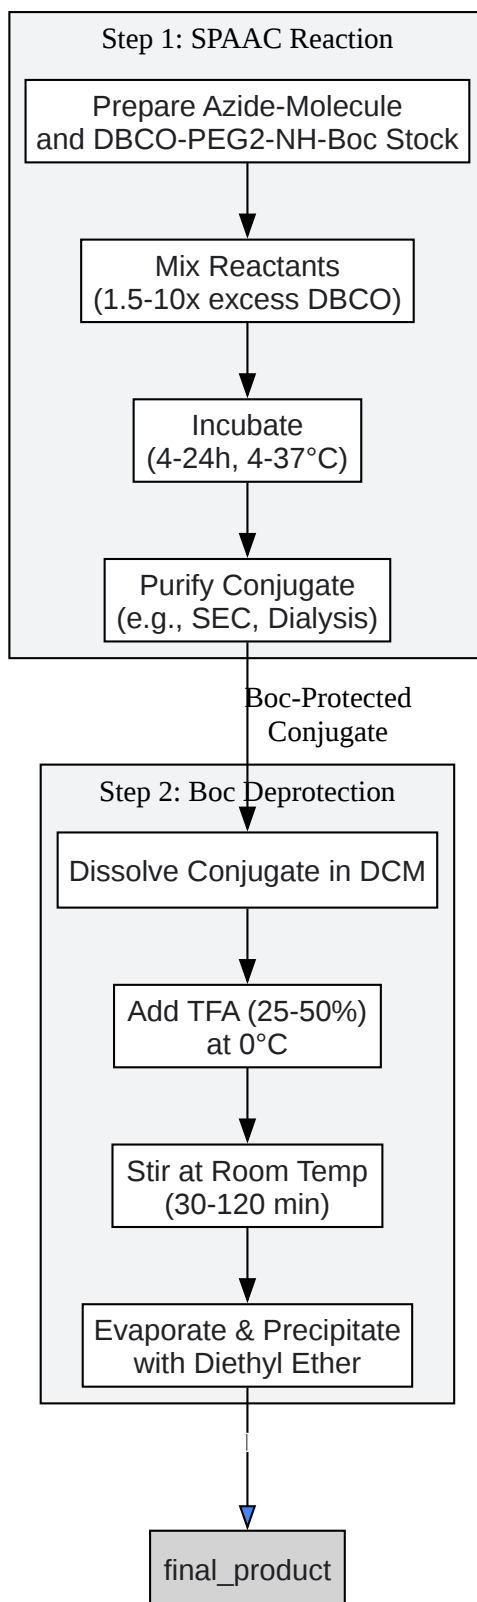 Step 1: SPAAC Reaction
Prepare Azide-Molecule
and DBCO-PEG2-NH-Boc Stock
Mix Reactants
(1.5-10x excess DBCO)
Incubate
(4-24h, 4-37°C)
Purify Conjugate
(e.g., SEC, Dialysis)
Boc-Protected
Conjugate
Step 2: Boc Deprotection
Dissolve Conjugate in DCM
Add TFA (25-50%)
at 0°C
Stir at Room Temp
(30-120 min)
Evaporate & Precipitate
with Diethyl Ether
final_product